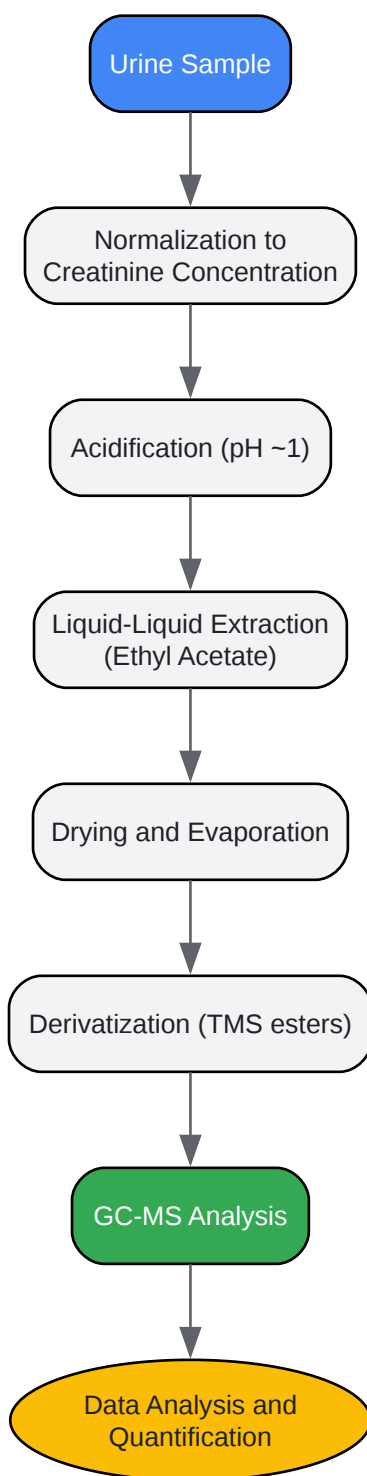 Urine Sample
Normalization to
Creatinine Concentration
Acidification (pH ~1)
Liquid-Liquid Extraction
(Ethyl Acetate)
Drying and Evaporation
Derivatization (TMS esters)
GC-MS Analysis
Data Analysis and
Quantification